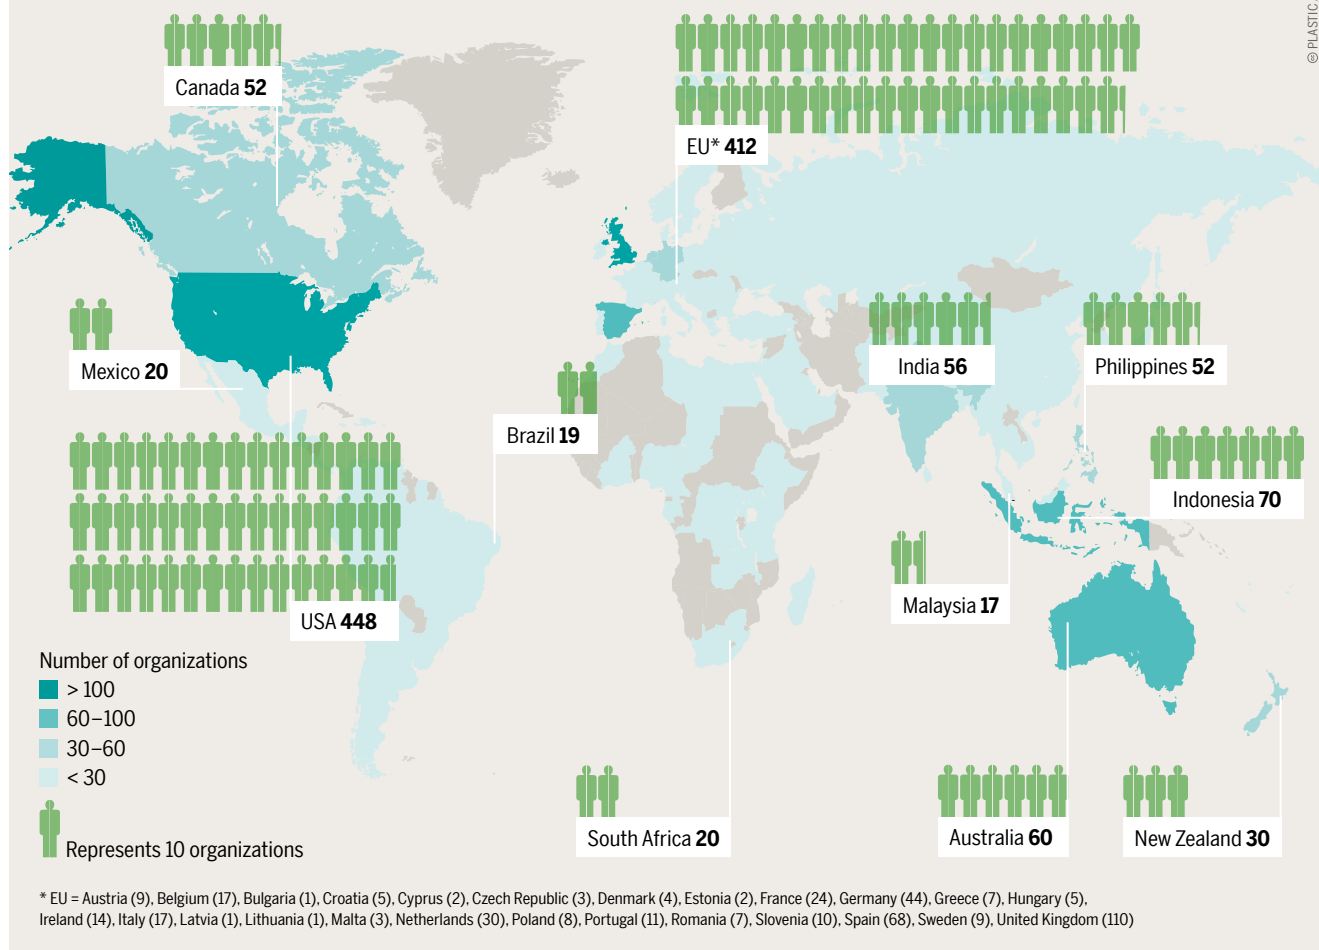 © PLASTIC
Canada 52
EU* 412
Mexico 20
India 56
Philippines 52
Brazil 19
Indonesia 70
Malaysia 17
USA 448
Number of organizations
> 100
60–100
30–60
< 30
Represents 10 organizations
South Africa 20
Australia 60
New Zealand 30
* EU = Austria (9), Belgium (17), Bulgaria (1), Croatia (5), Cyprus (2), Czech Republic (3), Denmark (4), Estonia (2), France (24), Germany (44), Greece (7), Hungary (5),
Ireland (14), Italy (17), Latvia (1), Lithuania (1), Malta (3), Netherlands (30), Poland (8), Portugal (11), Romania (7), Slovenia (10), Spain (68), Sweden (9), United Kingdom (110)